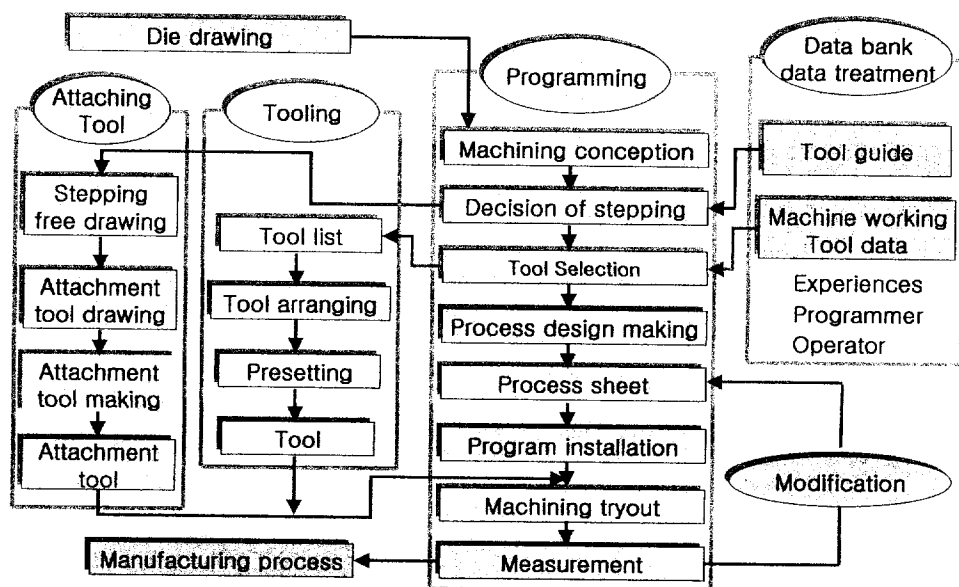 Die drawing
Attaching
Tool
Stepping
free drawing
Attachment
tool drawing
Attachment
tool making
Attachment
tool
Tooling
Tool list
Tool arranging
Presetting
Tool
Programming
Machining conception
Decision of stepping
Tool Selection
Process design making
Process sheet
Program installation
Machining tryout
Measurement
Data bank
data treatment
Tool guide
Machine working
Tool data
Experiences
Programmer
Operator
Modification
Manufacturing process